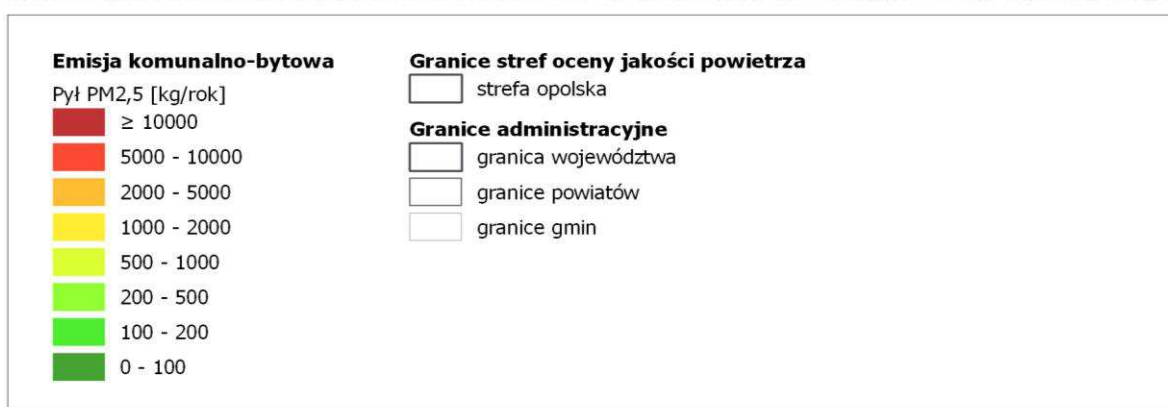 Emisja komunalno-bytowa
Pył PM2,5 [kg/rok]
≥ 10000
5000 - 10000
2000 - 5000
1000 - 2000
500 - 1000
200 - 500
100 - 200
0 - 100
Granice stref oceny jakości powietrza
strefa opolska
Granice administracyjne
granica województwa
granice powiatów
granice gmin